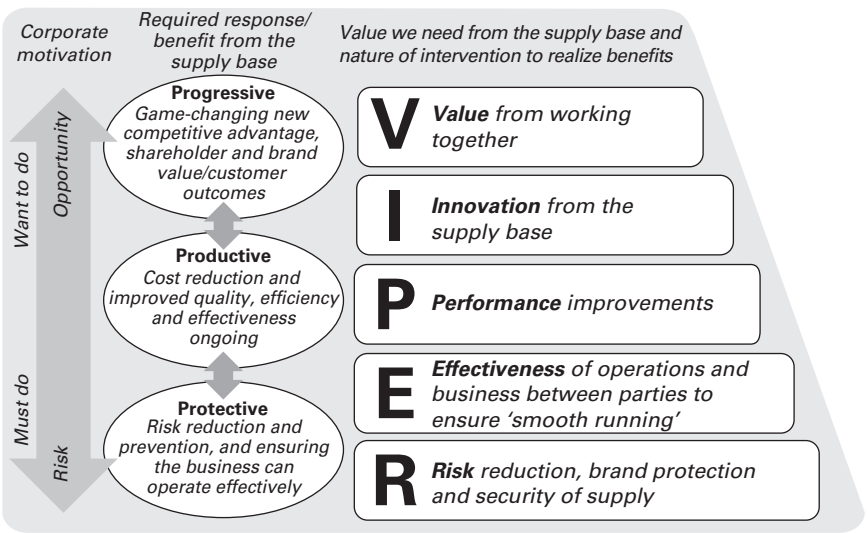 Corporate
motivation
Required response/
benefit from the
supply base
Value we need from the supply base and
nature of intervention to realize benefits
Want to do
Opportunity
Must do
Risk
Progressive
Game-changing new
competitive advantage,
shareholder and brand
value/customer
outcomes
Productive
Cost reduction and
improved quality, efficiency
and effectiveness
ongoing
Protective
Risk reduction and
prevention, and ensuring
the business can
operate effectively
V
Value from working
together
I
Innovation from the
supply base
P
Performance improvements
E
Effectiveness of operations and
business between parties to
ensure ‘smooth running’
R
Risk reduction, brand protection
and security of supply